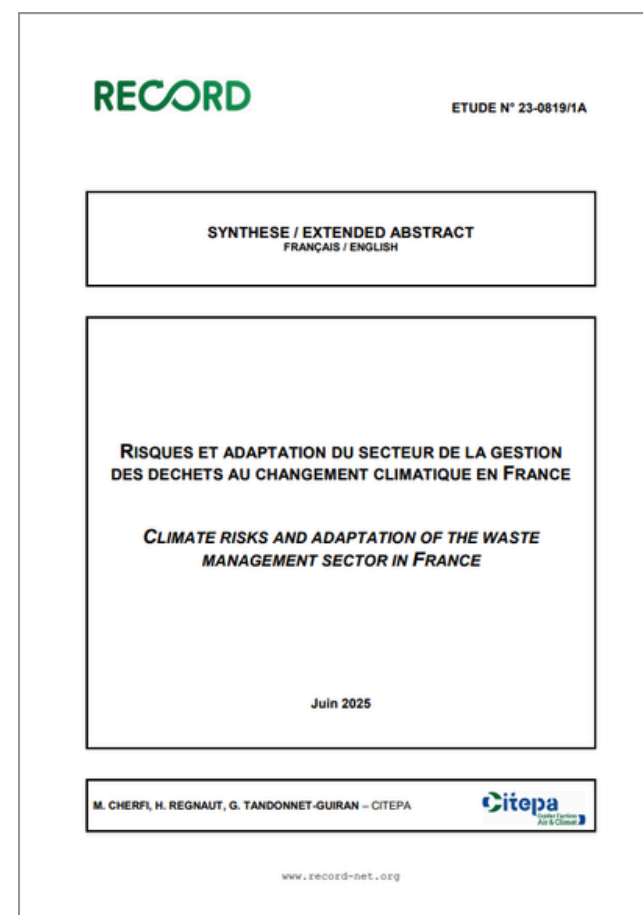 RECORD
ETUDE N° 23-0819/1A
SYNTHESE / EXTENDED ABSTRACT
FRANÇAIS / ENGLISH
RISQUES ET ADAPTATION DU SECTEUR DE LA GESTION
DES DECHETS AU CHANGEMENT CLIMATIQUE EN FRANCE
CLIMATE RISKS AND ADAPTATION OF THE WASTE
MANAGEMENT SECTOR IN FRANCE
Juin 2025
M. CHERFI, H. REGNAUT, G. TANDONNET-GUIRAN – CITEPA
Citepa
Air & Climat
www.record-net.org